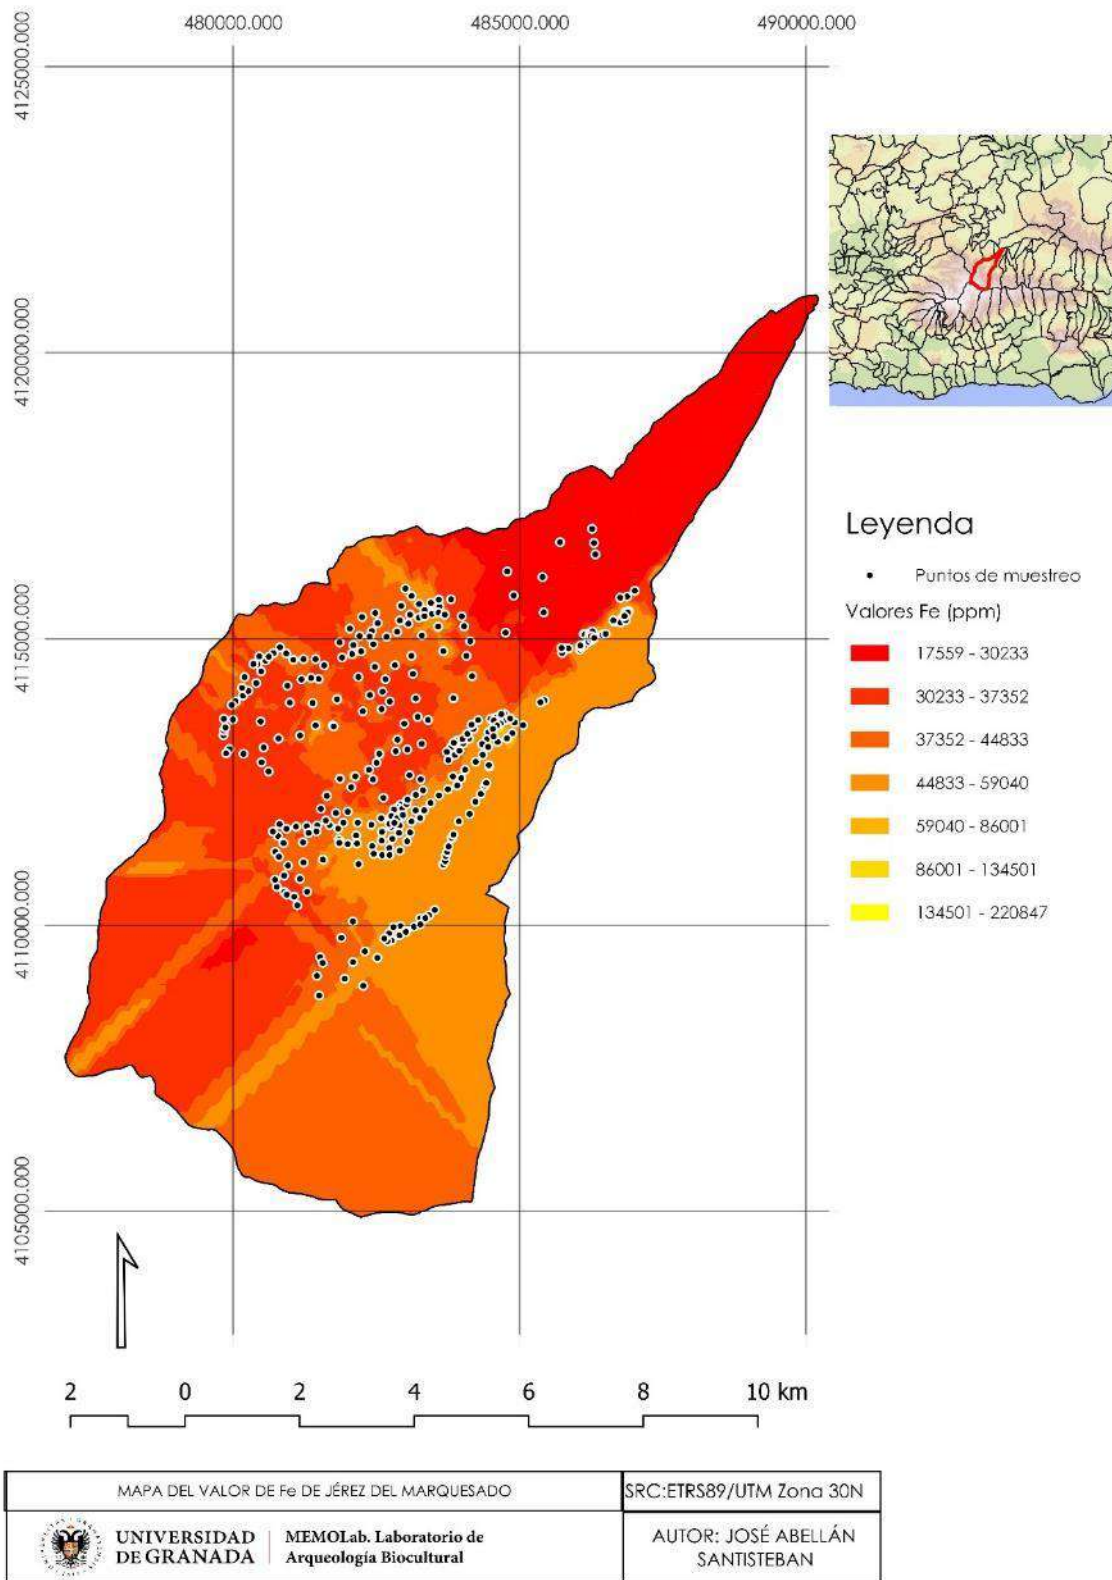 480000.000
485000.000
490000.000
4125000.000
4120000.000
4115000.000
4110000.000
4105000.000
Leyenda
Puntos de muestreo
Valores Fe (ppm)
17559 - 30233
30233 - 37352
37352 - 44833
44833 - 59040
59040 - 86001
86001 - 134501
134501 - 220847
2 0 2 4 6 8 10 km
MAPA DEL VALOR DE Fe DE JÉREZ DEL MARQUESADO
SRC:ETRS89/UTM Zona 30N
UNIVERSIDAD
DE GRANADA
MEMOLab. Laboratorio de
Arqueología Biocultural
AUTOR: JOSÉ ABELLÁN
SANTISTEBAN